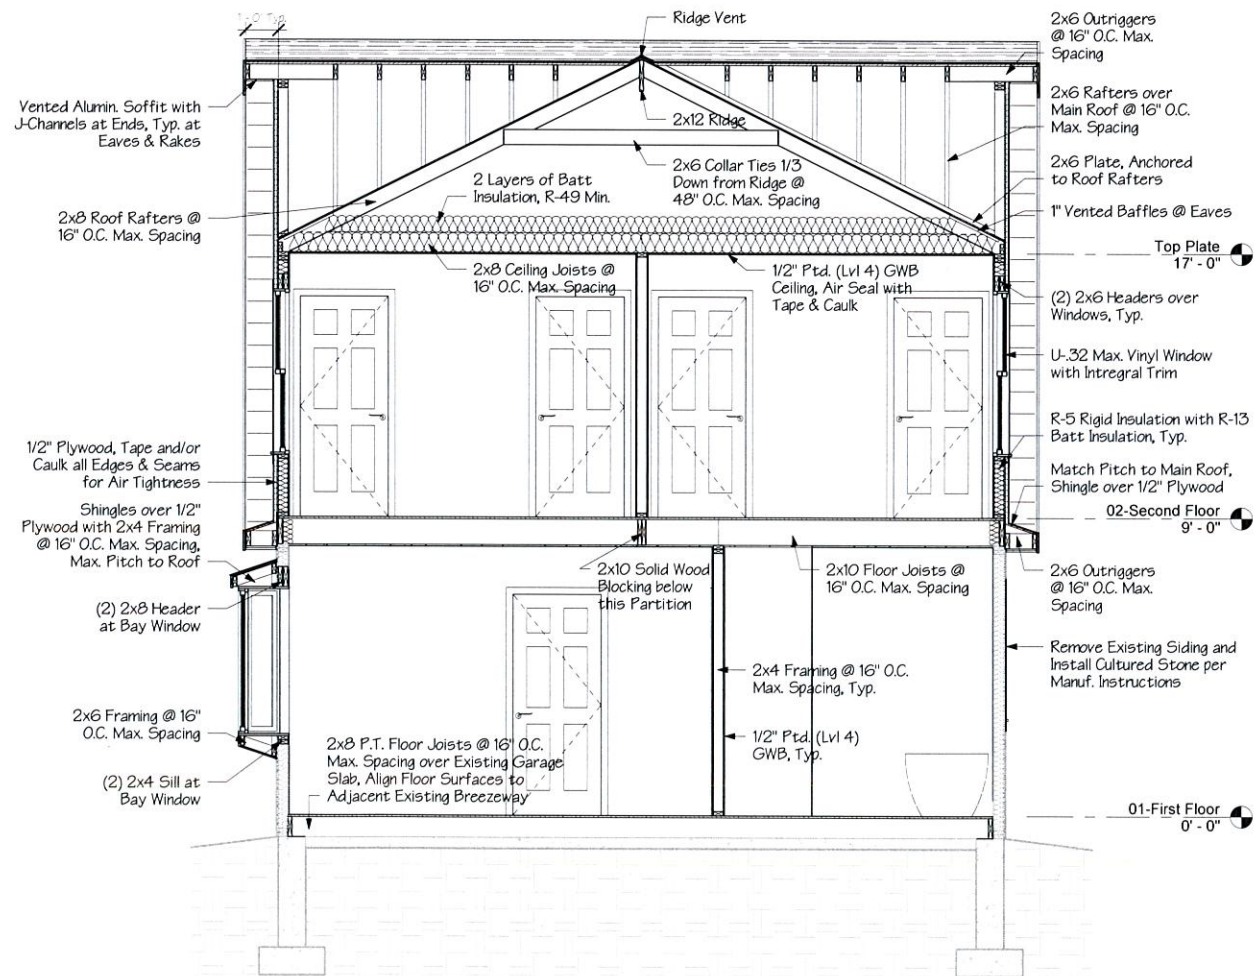 1'-0" Typ.
Ridge Vent
2x6 Outriggers
@ 16" O.C. Max.
Spacing
Vented Alumin. Soffit with
J-Channels at Ends, Typ. at
Eaves & Rakes
2x12 Ridge
2x6 Rafters over
Main Roof @ 16" O.C.
Max. Spacing
2x6 Collar Ties 1/3
Down from Ridge @
48" O.C. Max. Spacing
2 Layers of Batt
Insulation, R-49 Min.
2x6 Plate, Anchored
to Roof Rafters
2x8 Roof Rafters @
16" O.C. Max. Spacing
1" Vented Baffles @ Eaves
Top Plate
17' - 0"
2x8 Ceiling Joists @
16" O.C. Max. Spacing
1/2" Ptd. (Lvl 4) GWB
Ceiling, Air Seal with
Tape & Caulk
(2) 2x6 Headers over
Windows, Typ.
U-.32 Max. Vinyl Window
with Intregral Trim
R-5 Rigid Insulation with R-13
Batt Insulation, Typ.
1/2" Plywood, Tape and/or
Caulk all Edges & Seams
for Air Tightness
Match Pitch to Main Roof,
Shingle over 1/2" Plywood
Shingles over 1/2"
Plywood with 2x4 Framing
@ 16" O.C. Max. Spacing,
Max. Pitch to Roof
02-Second Floor
9' - 0"
2x10 Solid Wood
Blocking below
this Partition
2x10 Floor Joists @
16" O.C. Max. Spacing
2x6 Outriggers
@ 16" O.C. Max.
Spacing
(2) 2x8 Header
at Bay Window
2x4 Framing @ 16" O.C.
Max. Spacing, Typ.
Remove Existing Siding and
Install Cultured Stone per
Manuf. Instructions
2x6 Framing @ 16"
O.C. Max. Spacing
2x8 P.T. Floor Joists @ 16" O.C.
Max. Spacing over Existing Garage
Slab, Align Floor Surfaces to
Adjacent Existing Breezeway
1/2" Ptd. (Lvl 4)
GWB, Typ.
(2) 2x4 Sill at
Bay Window
01-First Floor
0' - 0"